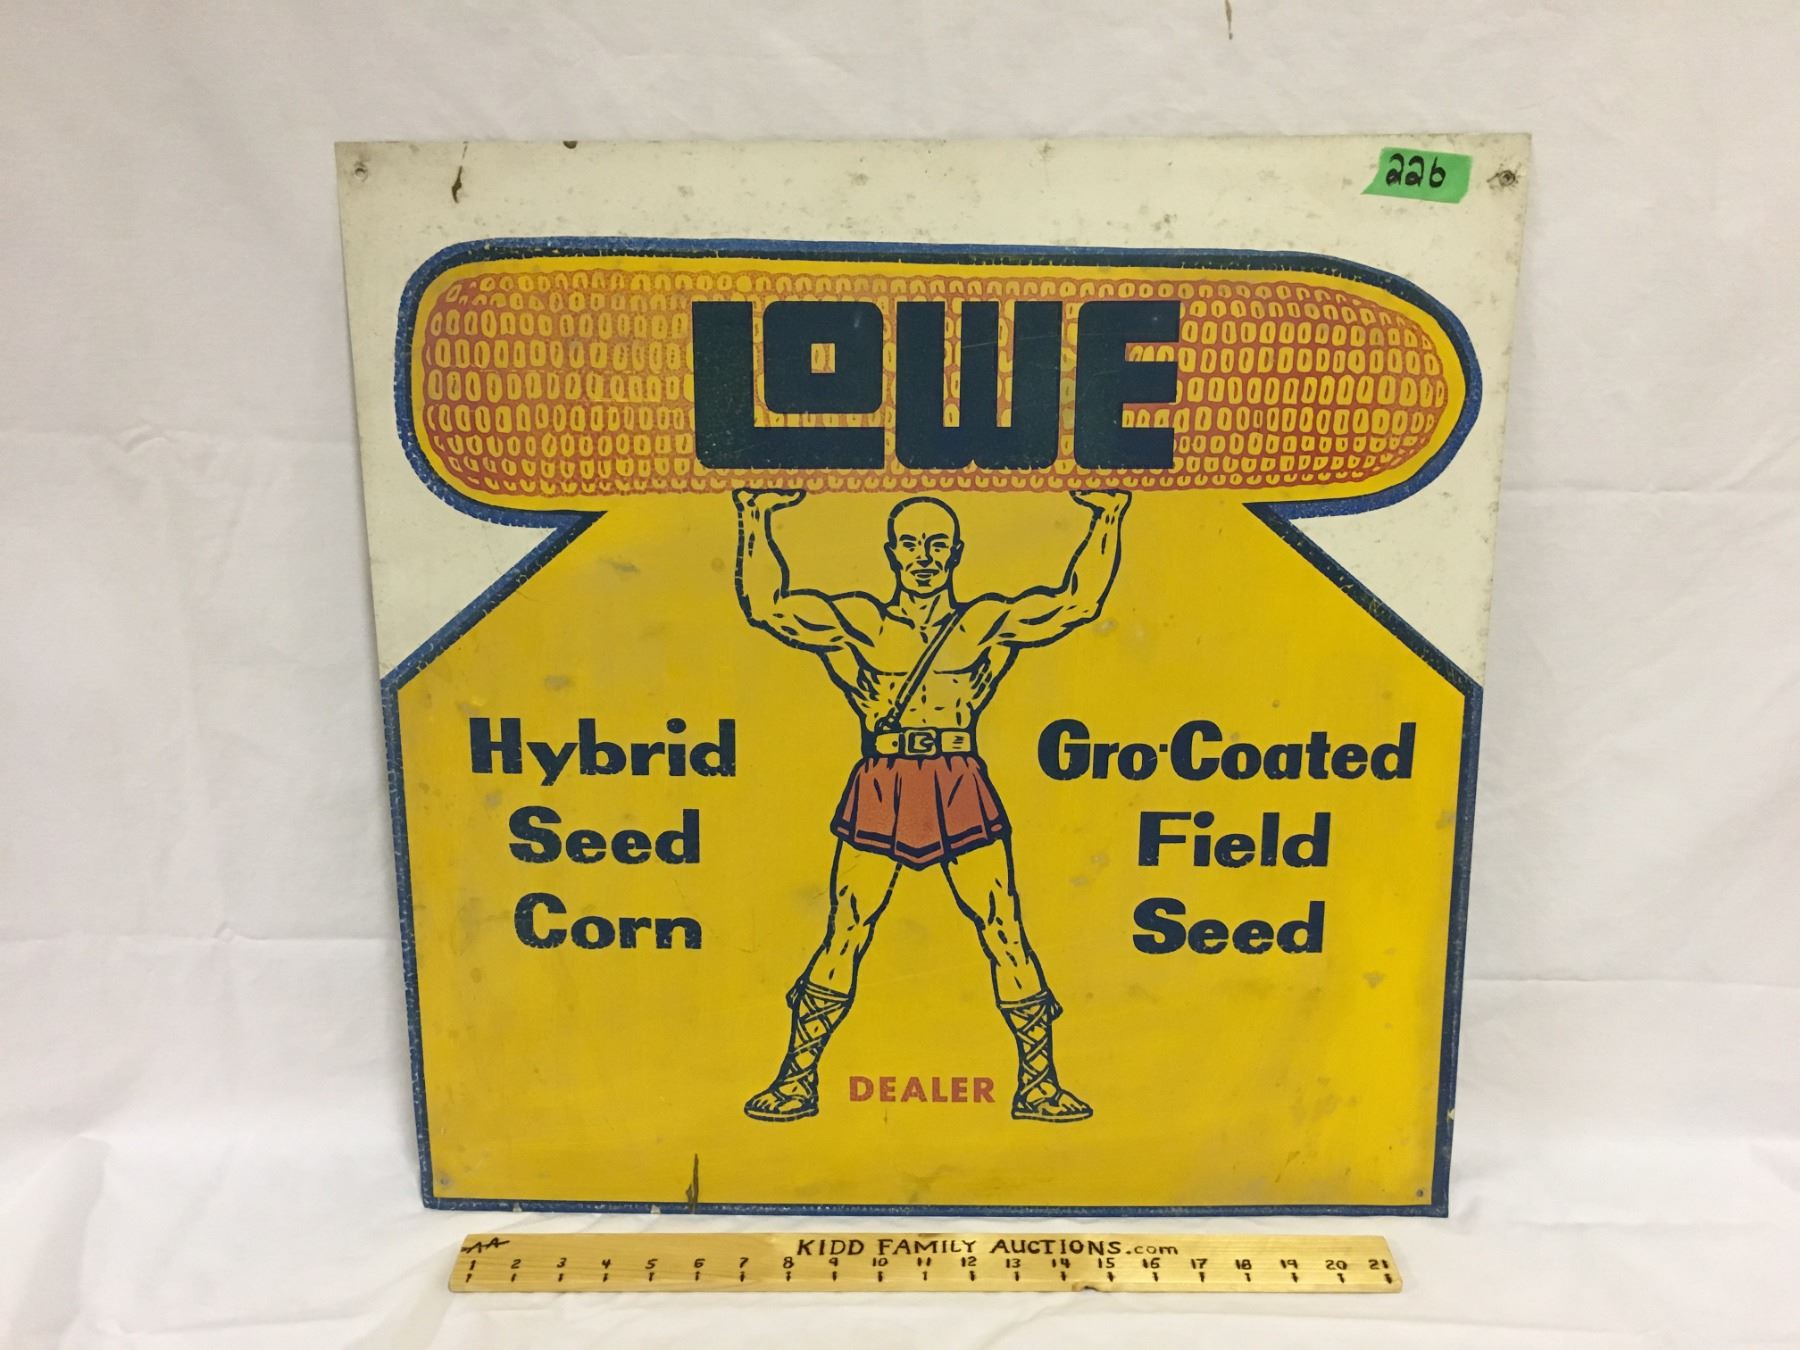 226
LOWE
Hybrid
Seed
Corn
Gro-Coated
Field
Seed
DEALER
KIDD FAMILY AUCTIONS.com
1 2 3 4 5 6 7 8 9 10 11 12 13 14 15 16 17 18 19 20 21